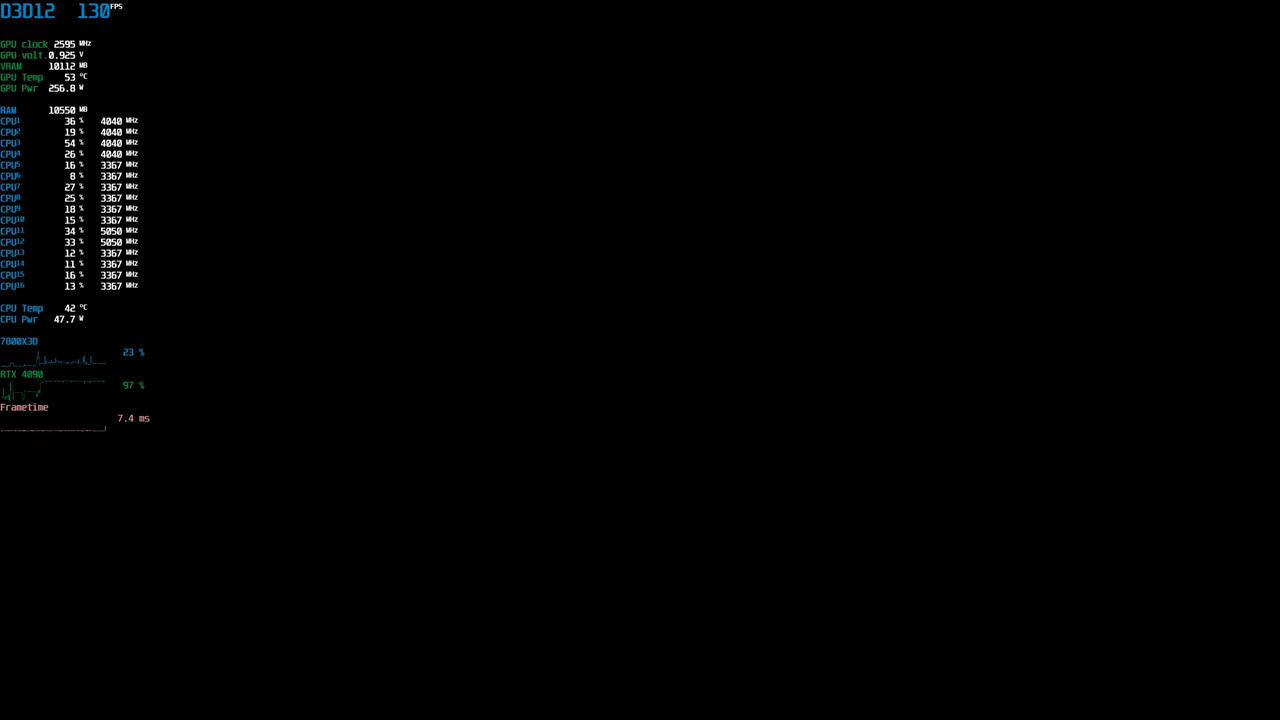 D3D12 130 FPS
GPU clock 2595 MHz
GPU volt. 0.925 V
VRAM 10112 MB
GPU Temp 53 °C
GPU Pwr 256.8 W
RAM 10550 MB
CPU1 36 % 4040 MHz
CPU2 19 % 4040 MHz
CPU3 54 % 4040 MHz
CPU4 26 % 4040 MHz
CPU5 16 % 3367 MHz
CPU6 8 % 3367 MHz
CPU7 27 % 3367 MHz
CPU8 25 % 3367 MHz
CPU9 18 % 3367 MHz
CPU10 15 % 3367 MHz
CPU11 34 % 5050 MHz
CPU12 33 % 5050 MHz
CPU13 12 % 3367 MHz
CPU14 11 % 3367 MHz
CPU15 16 % 3367 MHz
CPU16 13 % 3367 MHz
CPU Temp 42 °C
CPU Pwr 47.7 W
7800X3D
23 %
RTX 4090
97 %
Frametime
7.4 ms